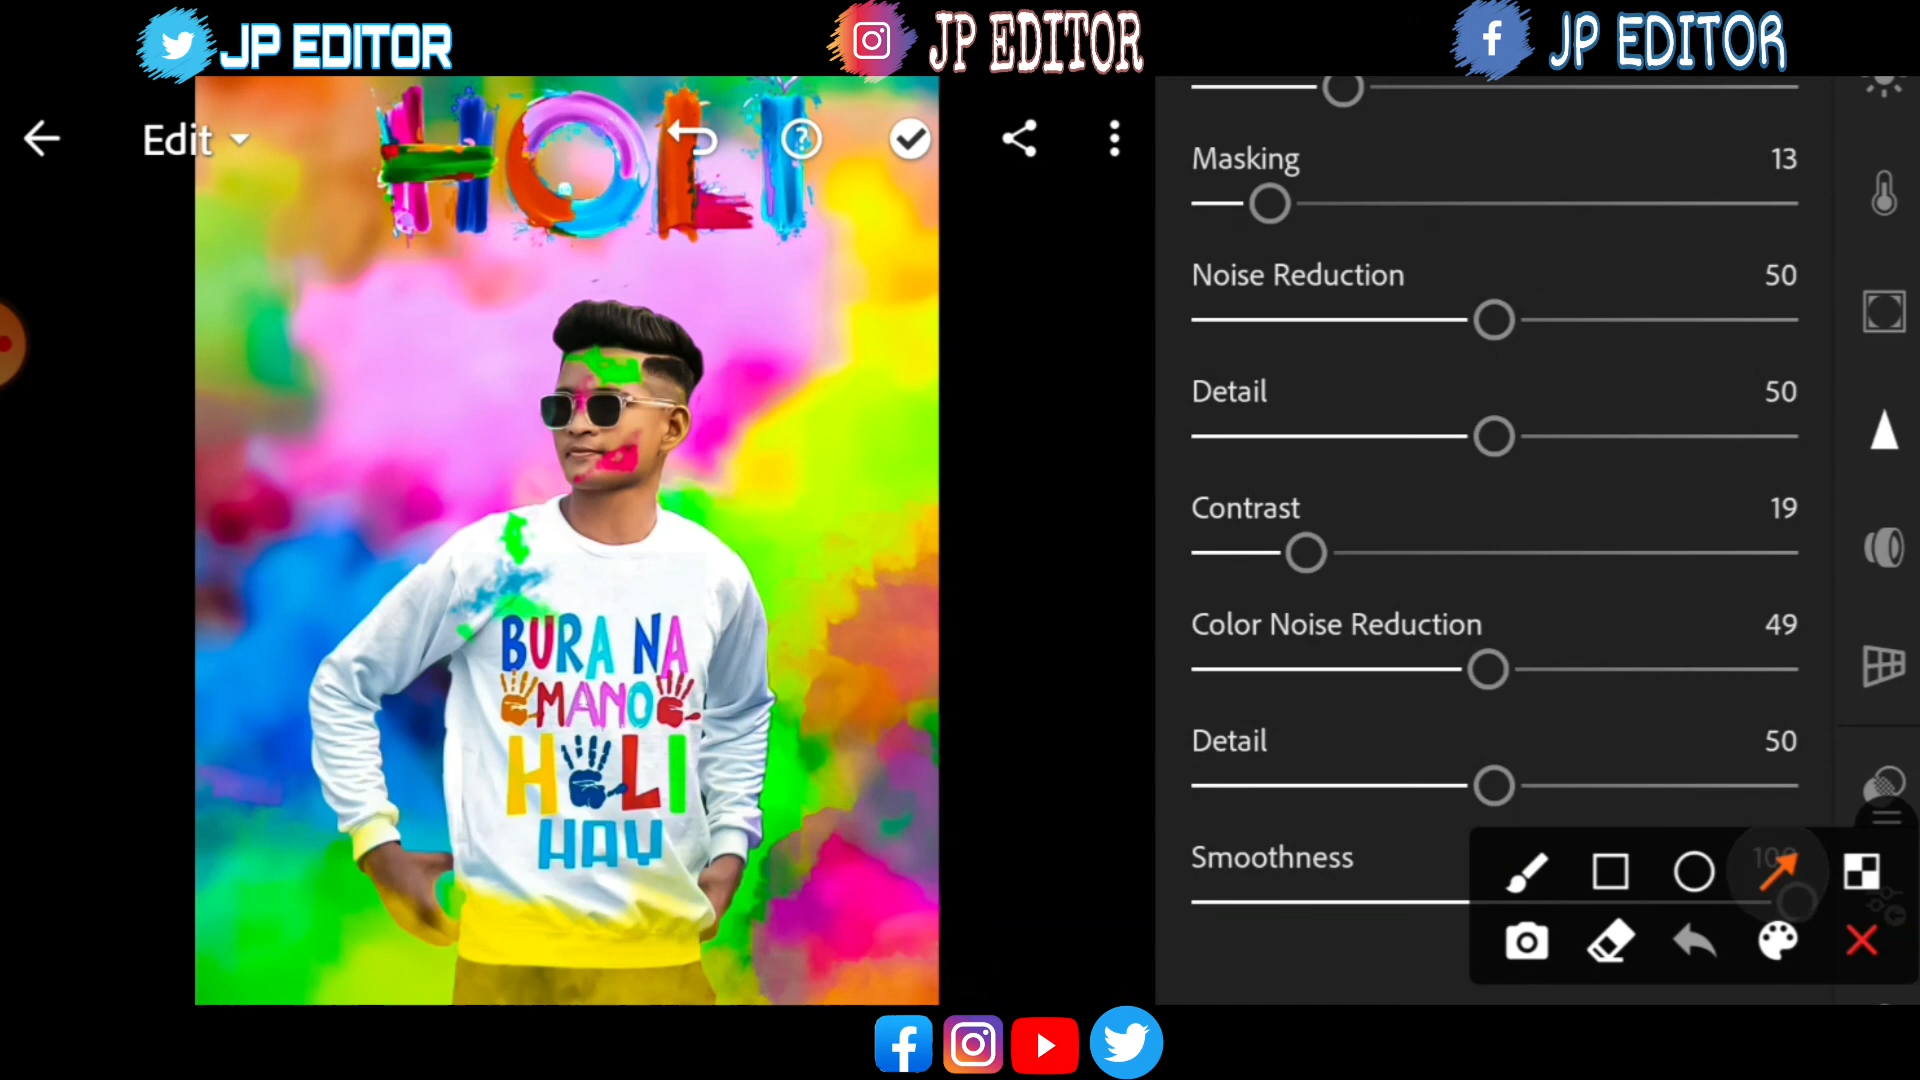 JP EDITOR
JP EDITOR
JP EDITOR
Edit
HOLI
Masking 13
Noise Reduction 50
Detail 50
Contrast 19
Color Noise Reduction 49
Detail 50
Smoothness 100
BURA NA
MANO
HOLI
HAY